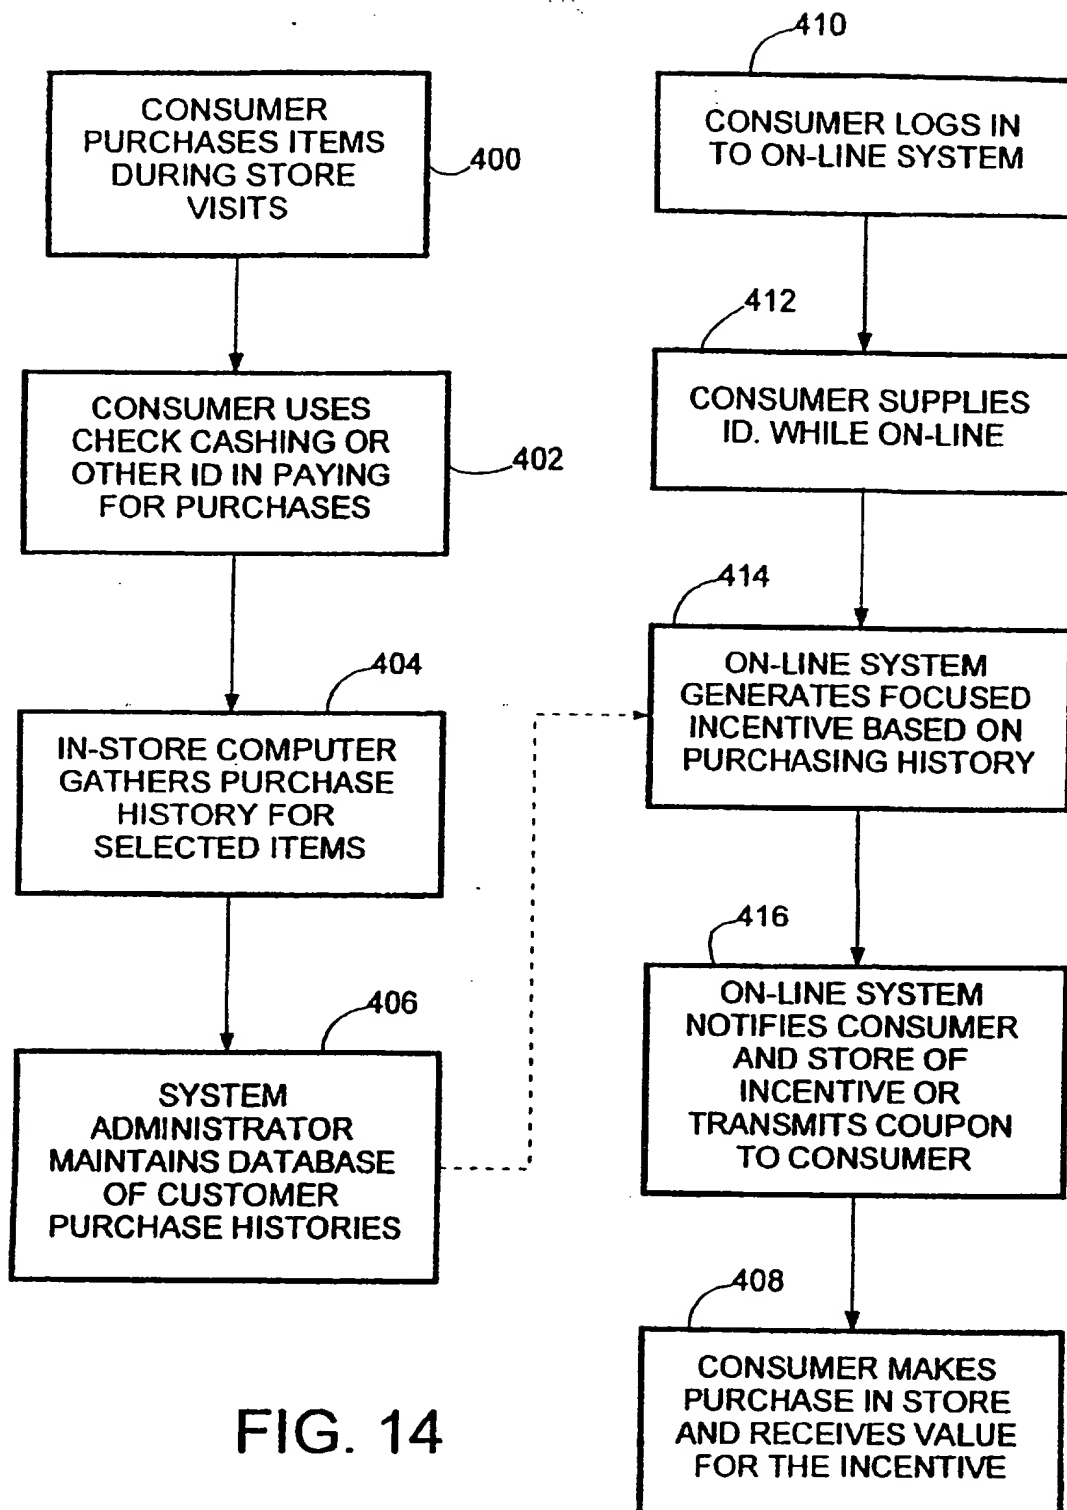 CONSUMER
PURCHASES ITEMS
DURING STORE
VISITS
400
CONSUMER USES
CHECK CASHING OR
OTHER ID IN PAYING
FOR PURCHASES
402
404
IN-STORE COMPUTER
GATHERS PURCHASE
HISTORY FOR
SELECTED ITEMS
406
SYSTEM
ADMINISTRATOR
MAINTAINS DATABASE
OF CUSTOMER
PURCHASE HISTORIES
410
CONSUMER LOGS IN
TO ON-LINE SYSTEM
412
CONSUMER SUPPLIES
ID. WHILE ON-LINE
414
ON-LINE SYSTEM
GENERATES FOCUSED
INCENTIVE BASED ON
PURCHASING HISTORY
416
ON-LINE SYSTEM
NOTIFIES CONSUMER
AND STORE OF
INCENTIVE OR
TRANSMITS COUPON
TO CONSUMER
408
CONSUMER MAKES
PURCHASE IN STORE
AND RECEIVES VALUE
FOR THE INCENTIVE
FIG. 14